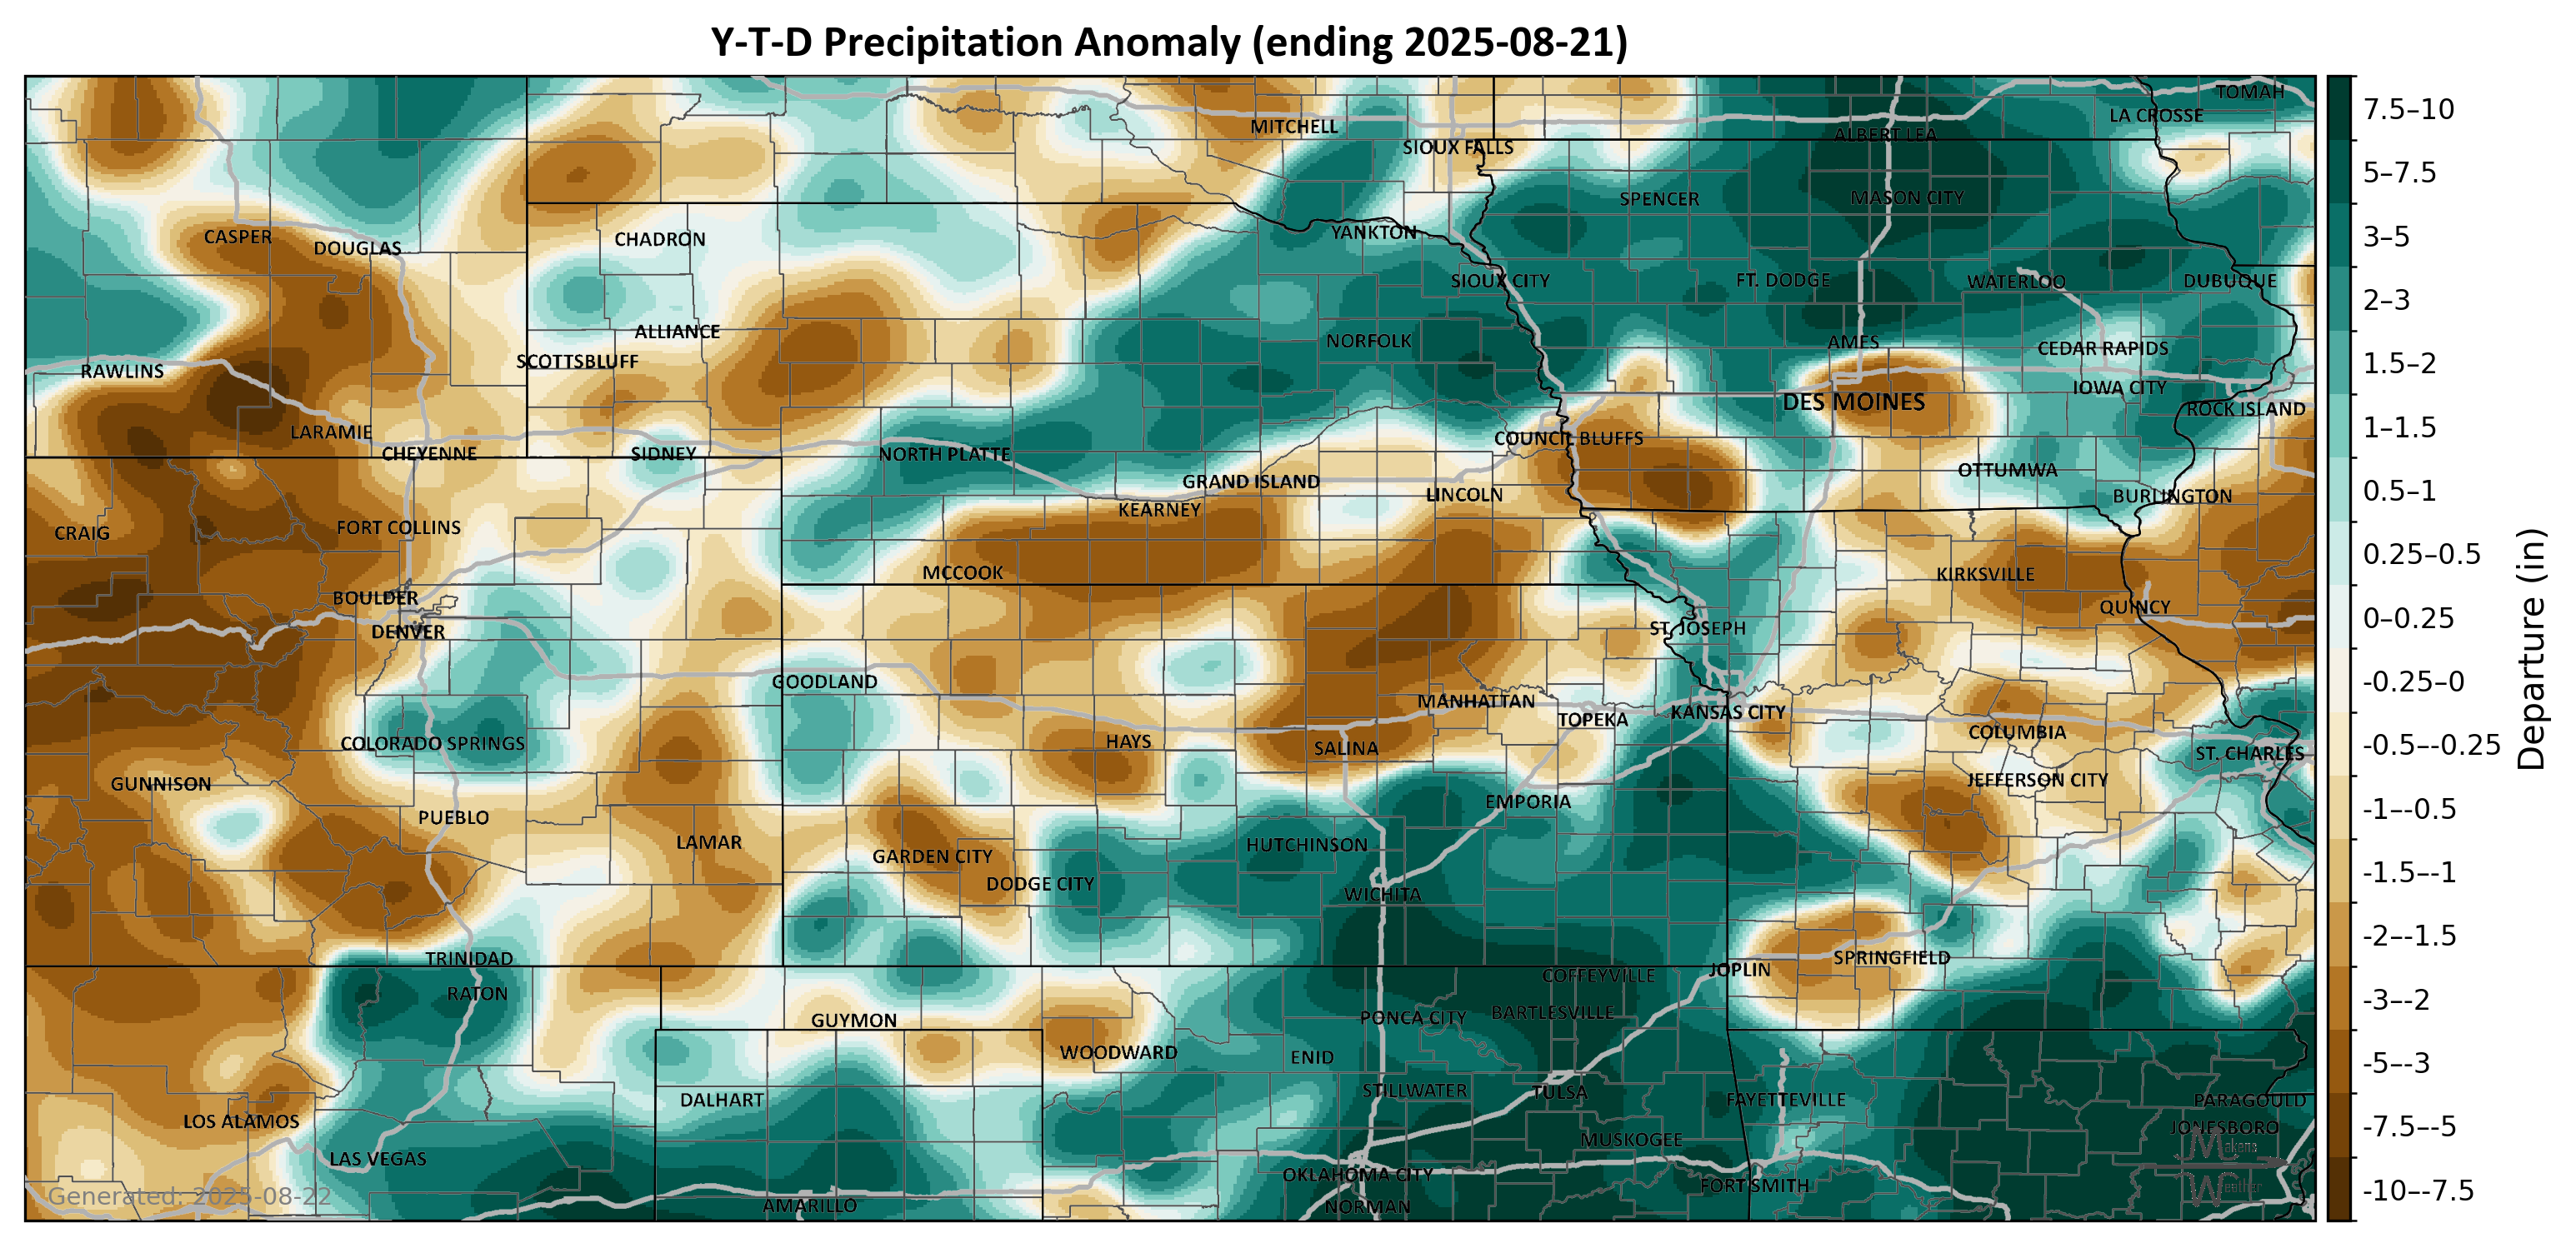 Y-T-D Precipitation Anomaly (ending 2025-08-21)
TOMAH
LA CROSSE
MITCHELL
ALBERT LEA
SIOUX FALLS
SPENCER
MASON CITY
CASPER
DOUGLAS
CHADRON
YANKTON
SIOUX CITY
FT. DODGE
WATERLOO
DUBUQUE
ALLIANCE
NORFOLK
AMES
CEDAR RAPIDS
SCOTTSBLUFF
RAWLINS
IOWA CITY
DES MOINES
ROCK ISLAND
LARAMIE
COUNCIL BLUFFS
CHEYENNE
SIDNEY
NORTH PLATTE
OTTUMWA
GRAND ISLAND
LINCOLN
BURLINGTON
KEARNEY
CRAIG
FORT COLLINS
MCCOOK
KIRKSVILLE
BOULDER
QUINCY
DENVER
ST. JOSEPH
GOODLAND
MANHATTAN
TOPEKA
KANSAS CITY
COLUMBIA
COLORADO SPRINGS
HAYS
SALINA
ST. CHARLES
GUNNISON
JEFFERSON CITY
EMPORIA
PUEBLO
LAMAR
HUTCHINSON
GARDEN CITY
DODGE CITY
WICHITA
TRINIDAD
SPRINGFIELD
JOPLIN
COFFEYVILLE
RATON
BARTLESVILLE
PONCA CITY
GUYMON
WOODWARD
ENID
STILLWATER
TULSA
DALHART
FAYETTEVILLE
PARAGOULD
LOS ALAMOS
JONESBORO
MUSKOGEE
LAS VEGAS
OKLAHOMA CITY
FORT SMITH
AMARILLO
NORMAN
Generated: 2025-08-22
Makens
Weather
7.5–10
5–7.5
3–5
2–3
1.5–2
1–1.5
0.5–1
0.25–0.5
0–0.25
-0.25–0
-0.5–-0.25
-1–-0.5
-1.5–-1
-2–-1.5
-3–-2
-5–-3
-7.5–-5
-10–-7.5
Departure (in)